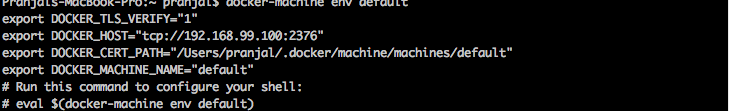 Pranjals-MacBook-Pro:~ pranjal$ docker-machine env default
export DOCKER_TLS_VERIFY="1"
export DOCKER_HOST="tcp://192.168.99.100:2376"
export DOCKER_CERT_PATH="/Users/pranjal/.docker/machine/machines/default"
export DOCKER_MACHINE_NAME="default"
# Run this command to configure your shell:
# eval $(docker-machine env default)